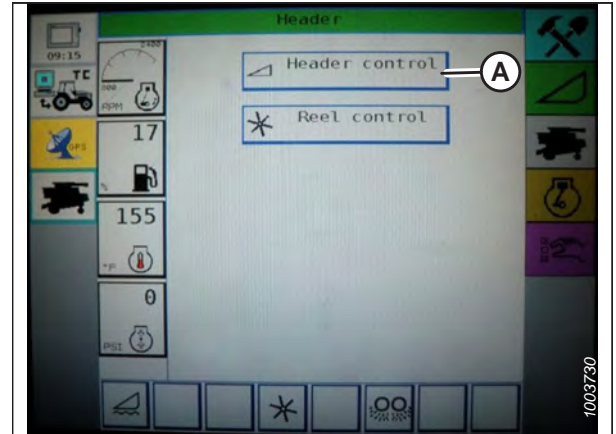 Header
09:15
TC
GPS
2400
800
RPM
17
%
155
°F
0
PSI
Header control
A
Reel control
1003730